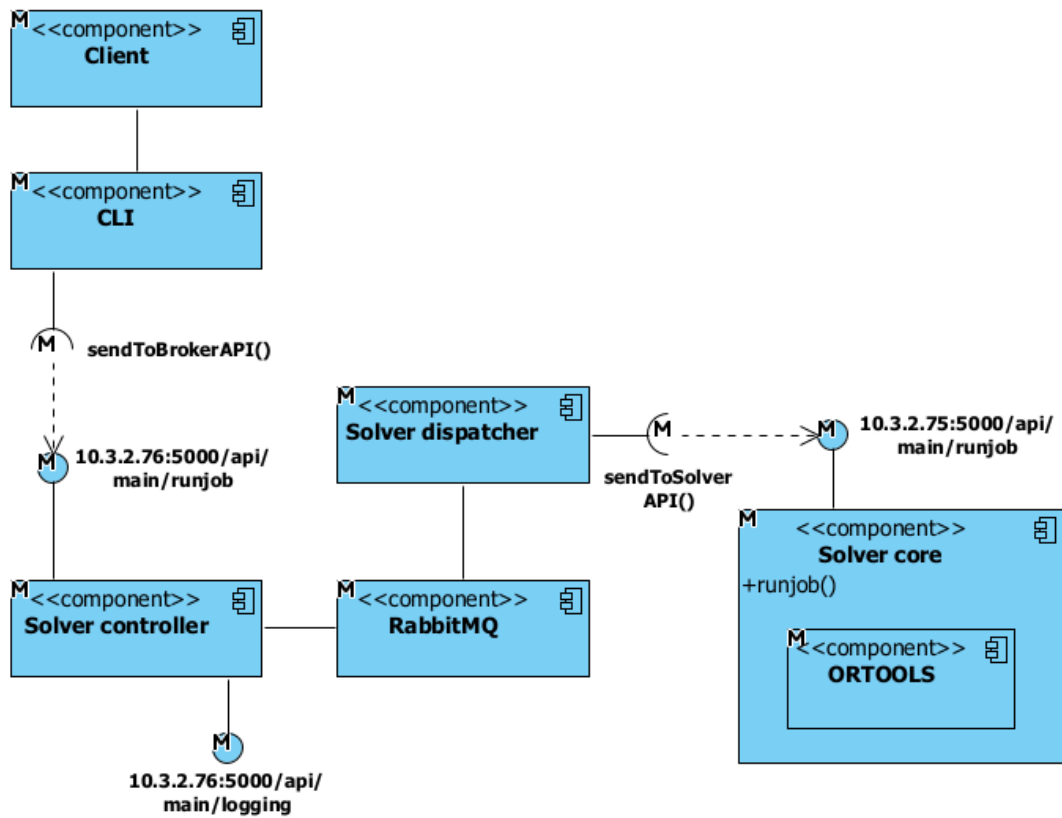 M
<<component>>
Client
M
<<component>>
CLI
M
sendToBrokerAPI()
M
10.3.2.76:5000/api/
main/runjob
M
<<component>>
Solver dispatcher
M
sendToSolver
API()
M
10.3.2.75:5000/api/
main/runjob
M
<<component>>
Solver controller
M
<<component>>
RabbitMQ
M
<<component>>
Solver core
+runjob()
M
<<component>>
ORTOOLS
M
10.3.2.76:5000/api/
main/logging